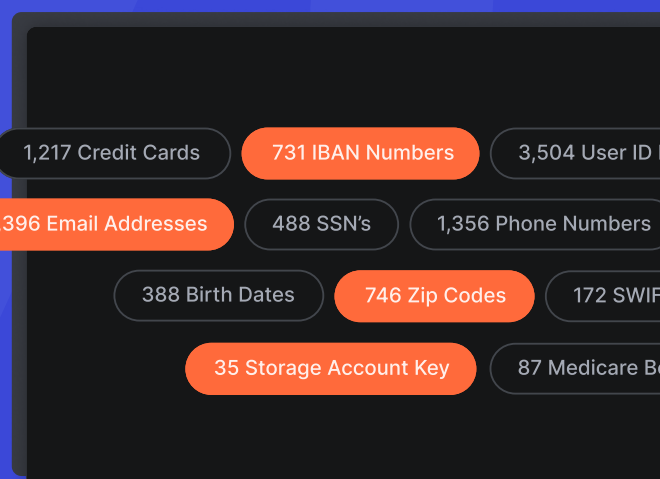 1,217 Credit Cards 731 IBAN Numbers 3,504 User ID
396 Email Addresses 488 SSN’s 1,356 Phone Numbers
388 Birth Dates 746 Zip Codes 172
35 Storage Account Key 87 Medicare